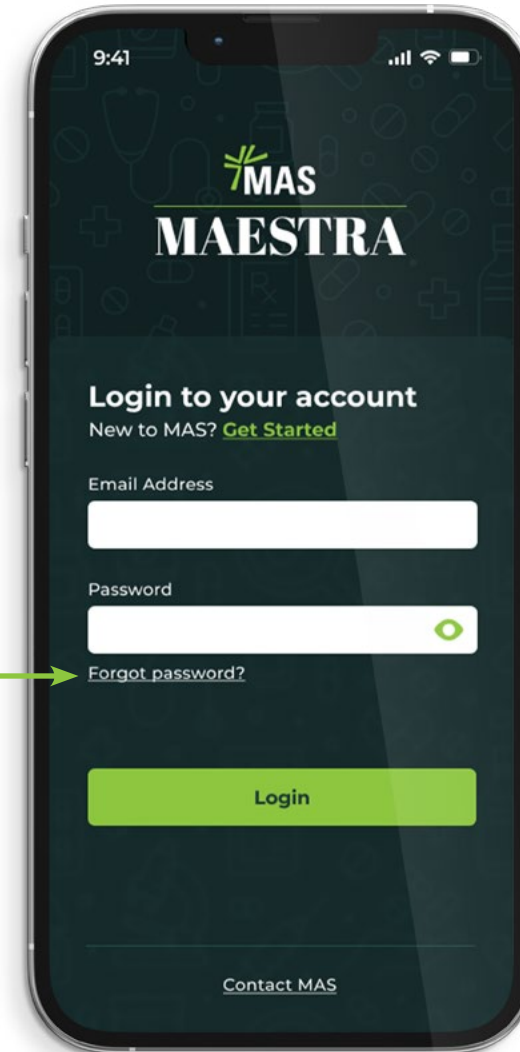 9:41
MAS
MAESTRA
Login to your account
New to MAS? Get Started
Email Address
Password
Forgot password?
Login
Contact MAS